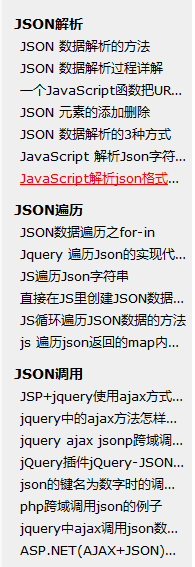 JSON解析
JSON 数据解析的方法
JSON 数据解析过程详解
一个JavaScript函数把UR...
JSON 元素的添加删除
JSON 数据解析的3种方式
JavaScript 解析Json字符...
JavaScript解析json格式...
JSON遍历
JSON数据遍历之for-in
Jquery 遍历Json的实现代...
JS遍历Json字符串
直接在JS里创建JSON数据...
JS循环遍历JSON数据的方法
js 遍历json返回的map内...
JSON调用
JSP+jquery使用ajax方式...
jquery中的ajax方法怎样...
jquery ajax jsonp跨域调...
jQuery插件jQuery-JSON...
json的键名为数字时的调...
php跨域调用json的例子
jquery中ajax调用json数...
ASP.NET(AJAX+JSON)...